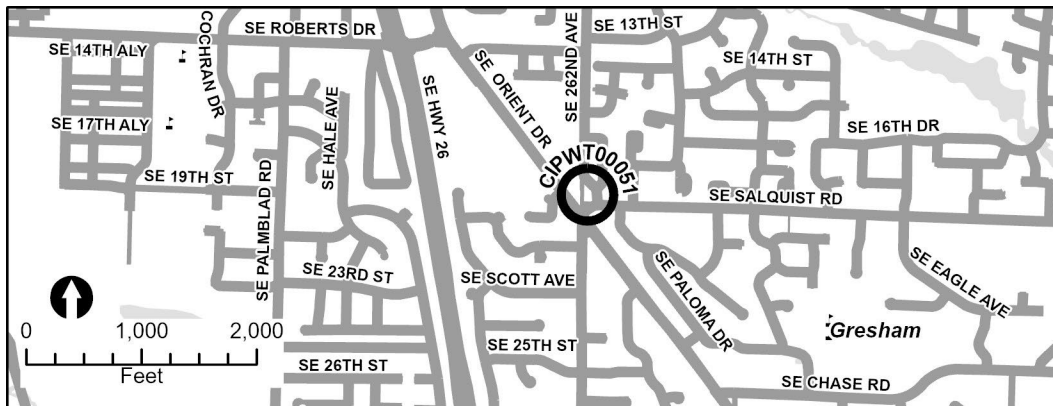 SE 13TH ST
SE ROBERTS DR
COCHRAN DR
SE 14TH ALY
SE 262ND AVE
SE 14TH ST
SE ORIENT DR
SE HWY 26
SE HALE AVE
SE 17TH ALY
SE 16TH DR
CIPWT00051
SE 19TH ST
SE PALMBLAD RD
SE SALQUIST RD
SE 23RD ST
SE SCOTT AVE
SE PALOMA DR
SE EAGLE AVE
0 1,000 2,000
Feet
Gresham
SE 25TH ST
SE 26TH ST
SE CHASE RD